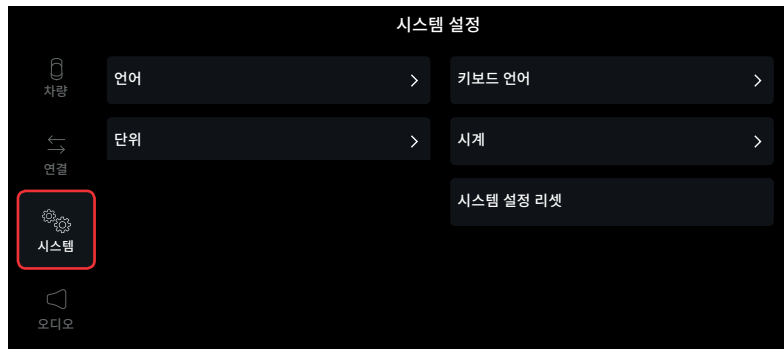 시스템 설정
차량
연결
시스템
오디오
언어
키보드 언어
단위
시계
시스템 설정 리셋